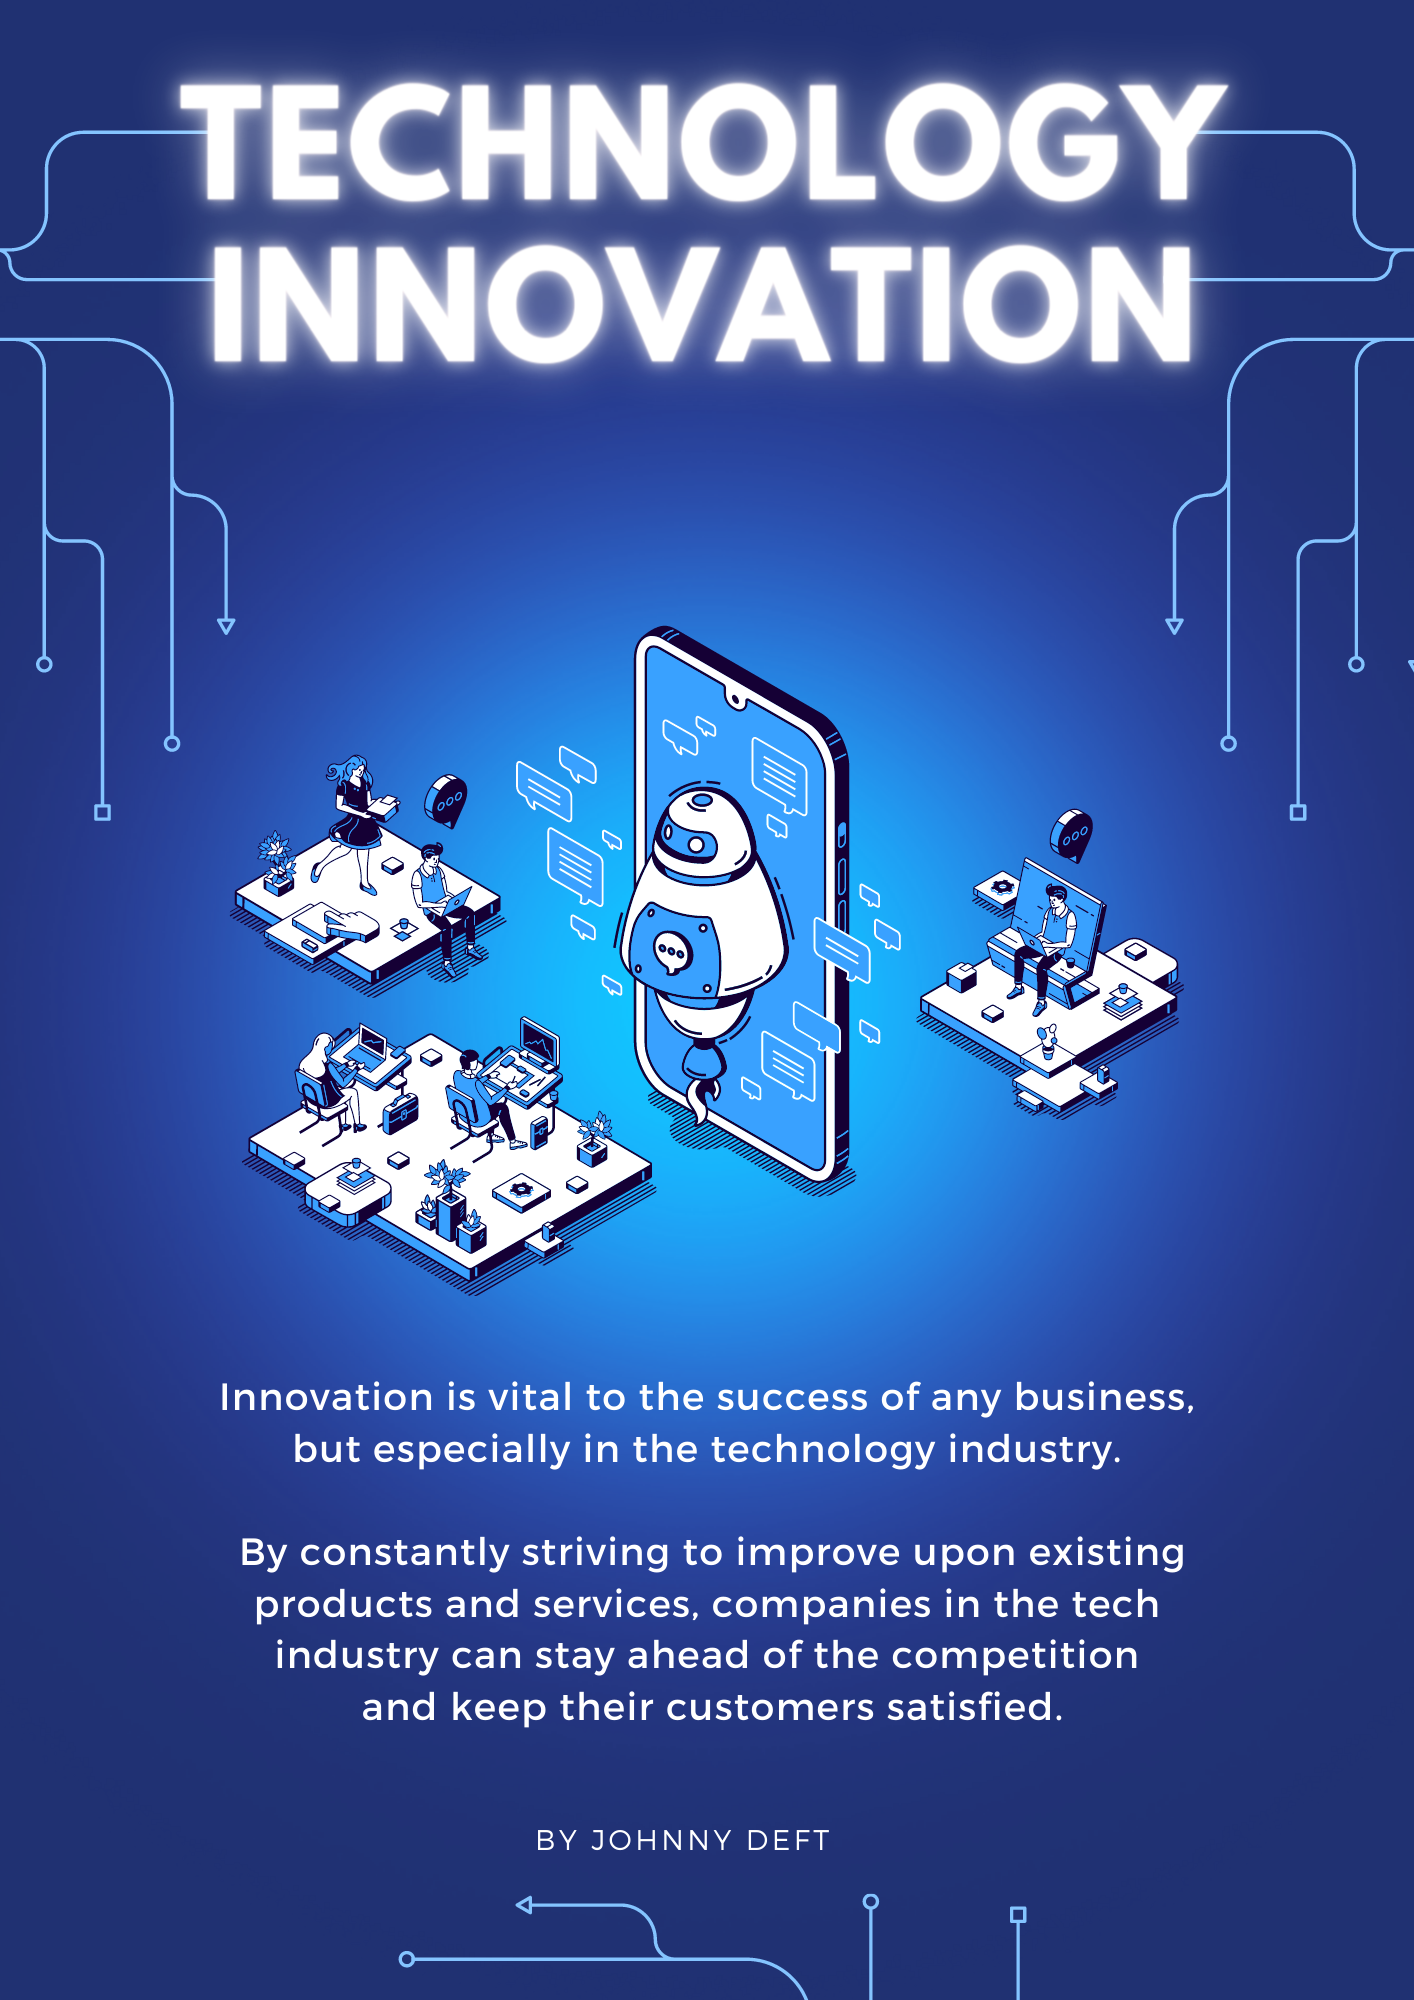 TECHNOLOGY
INNOVATION
Innovation is vital to the success of any business,
but especially in the technology industry.
By constantly striving to improve upon existing
products and services, companies in the tech
industry can stay ahead of the competition
and keep their customers satisfied.
BY JOHNNY DEFT